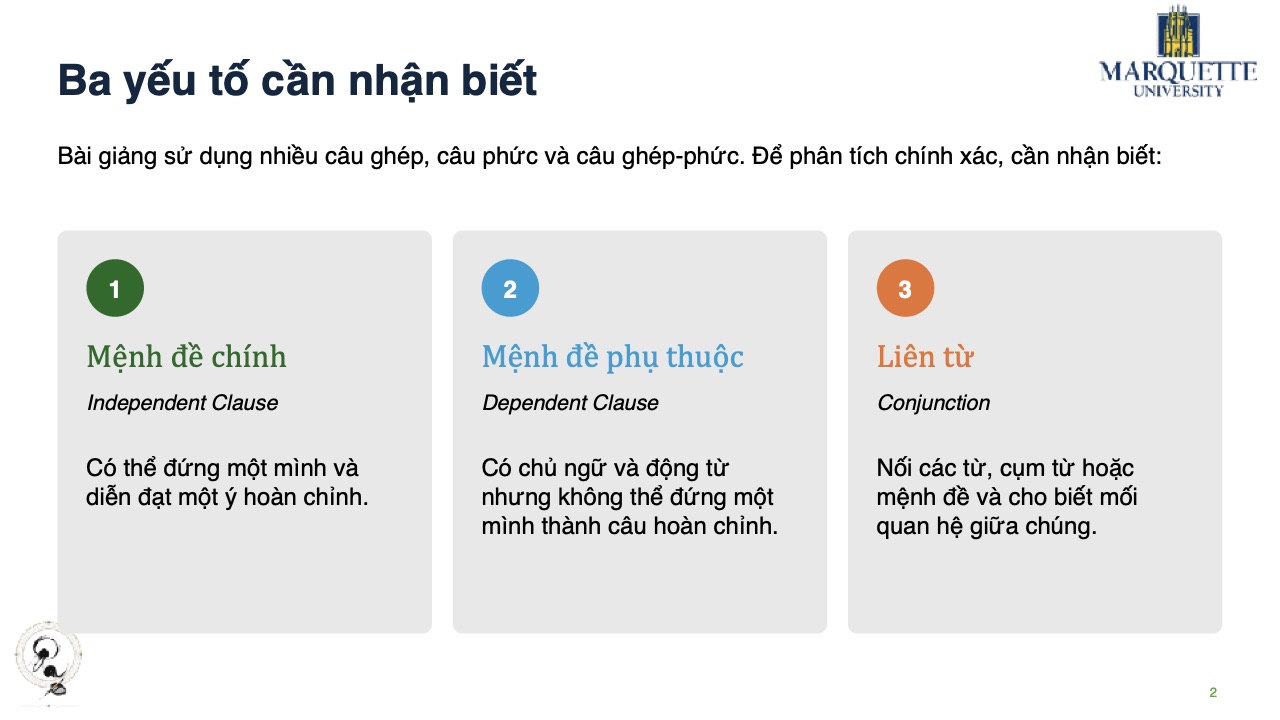 MARQUETTE
UNIVERSITY
Ba yếu tố cần nhận biết
Bài giảng sử dụng nhiều câu ghép, câu phức và câu ghép-phức. Để phân tích chính xác, cần nhận biết:
1
Mệnh đề chính
Independent Clause
Có thể đứng một mình và
diễn đạt một ý hoàn chỉnh.
2
Mệnh đề phụ thuộc
Dependent Clause
Có chủ ngữ và động từ
nhưng không thể đứng một
mình thành câu hoàn chỉnh.
3
Liên từ
Conjunction
Nối các từ, cụm từ hoặc
mệnh đề và cho biết mối
quan hệ giữa chúng.
2